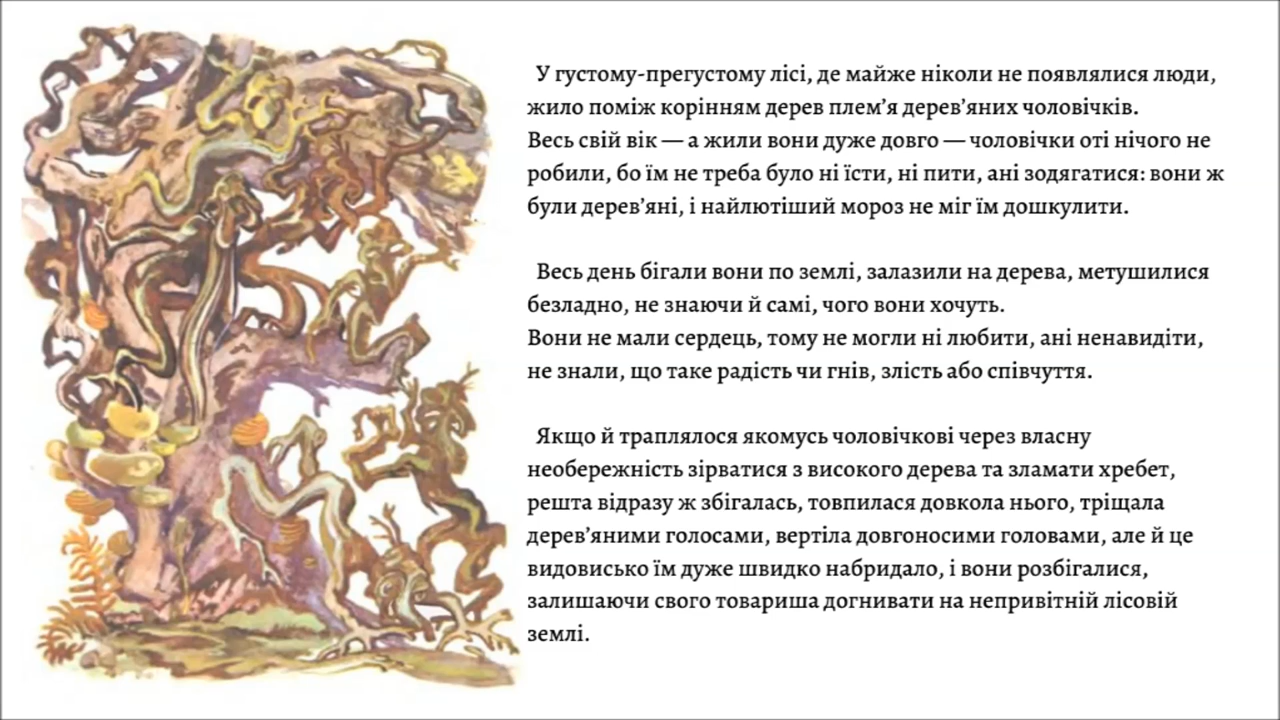 У густому-прегустому лісі, де майже ніколи не появлялися люди,
жило поміж корінням дерев плем’я дерев’яних чоловічків.
Весь свій вік — а жили вони дуже довго — чоловічки оті нічого не
робили, бо їм не треба було ні їсти, ні пити, ані зодягатися: вони ж
були дерев’яні, і найлютіший мороз не міг їм дошкулити.
Весь день бігали вони по землі, залазили на дерева, метушилися
безладно, не знаючи й самі, чого вони хочуть.
Вони не мали сердець, тому не могли ні любити, ані ненавидіти,
не знали, що таке радість чи гнів, злість або співчуття.
Якщо й траплялося якомусь чоловічкові через власну
необережність зірватися з високого дерева та зламати хребет,
решта відразу ж збігалась, товпилася довкола нього, тріщала
дерев’яними голосами, вертіла довгоносими головами, але й це
видовисько їм дуже швидко набридало, і вони розбігалися,
залишаючи свого товариша догнивати на непривітній лісовій
землі.